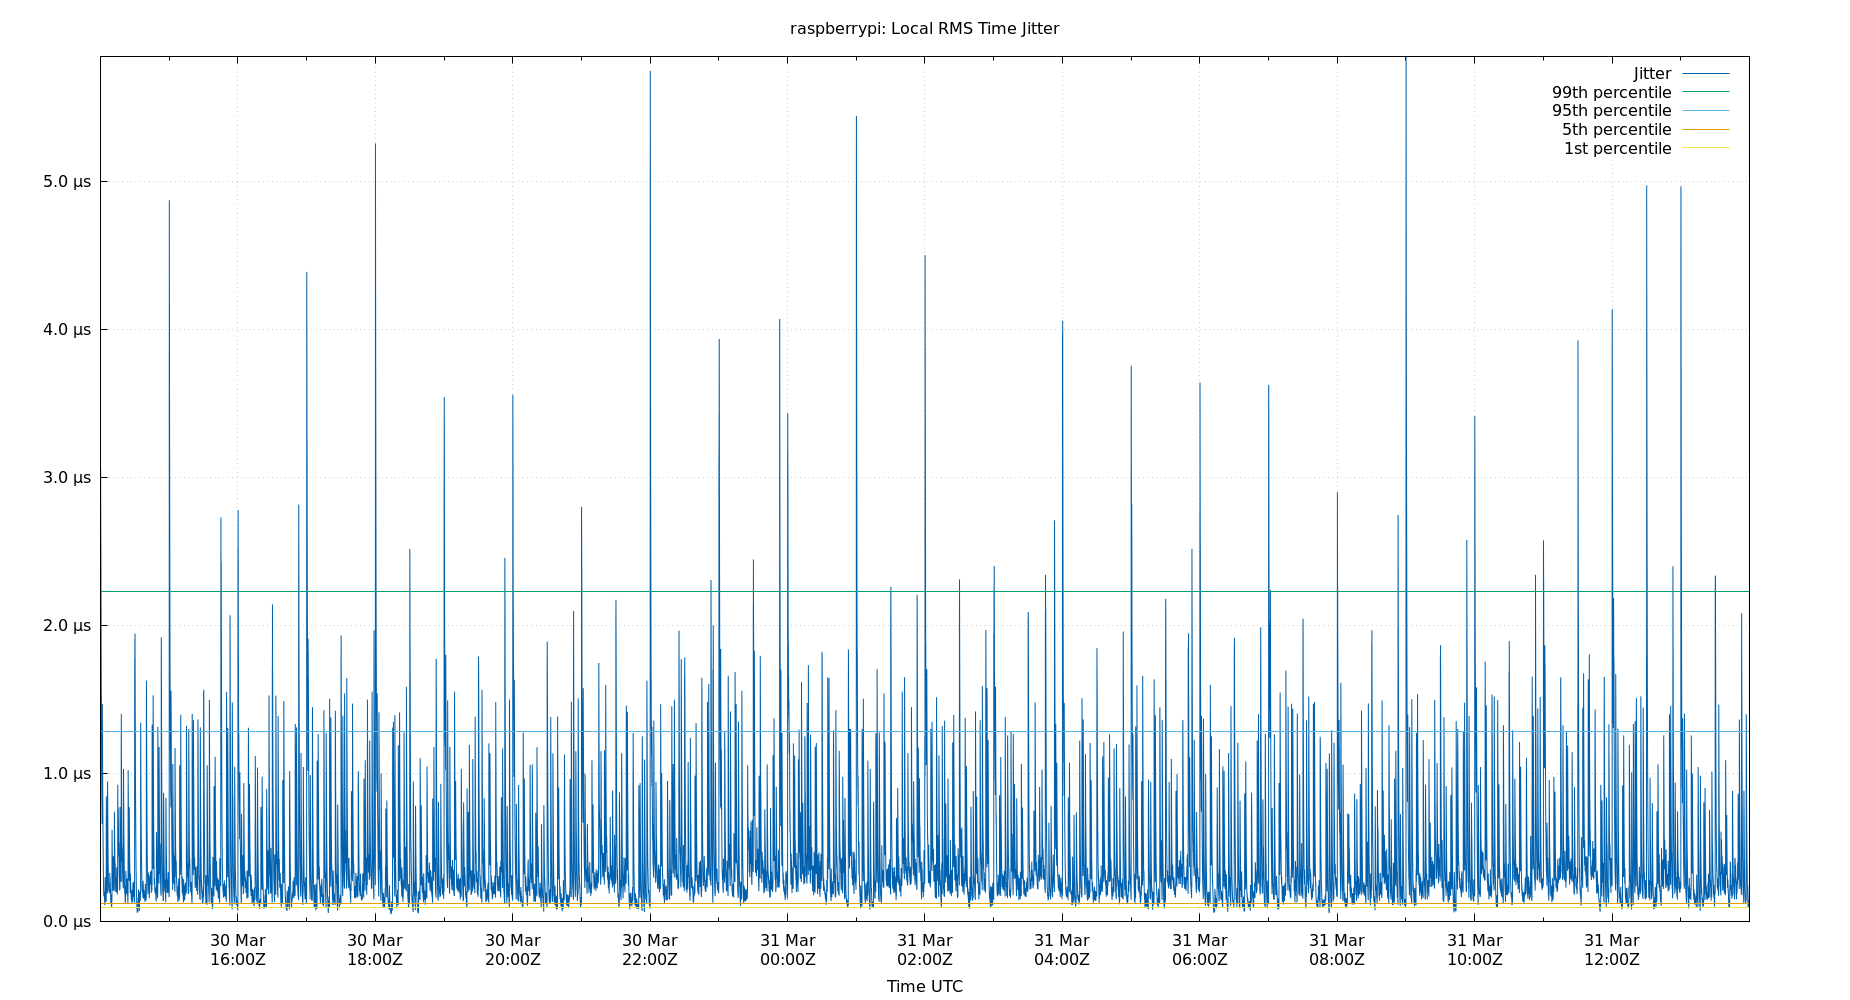 raspberrypi: Local RMS Time Jitter
Jitter
99th percentile
95th percentile
5th percentile
1st percentile
5.0 µs
4.0 µs
3.0 µs
2.0 µs
1.0 µs
0.0 µs
30 Mar 30 Mar 30 Mar 30 Mar 31 Mar 31 Mar 31 Mar 31 Mar 31 Mar 31 Mar 31 Mar
16:00Z 18:00Z 20:00Z 22:00Z 00:00Z 02:00Z 04:00Z 06:00Z 08:00Z 10:00Z 12:00Z
Time UTC